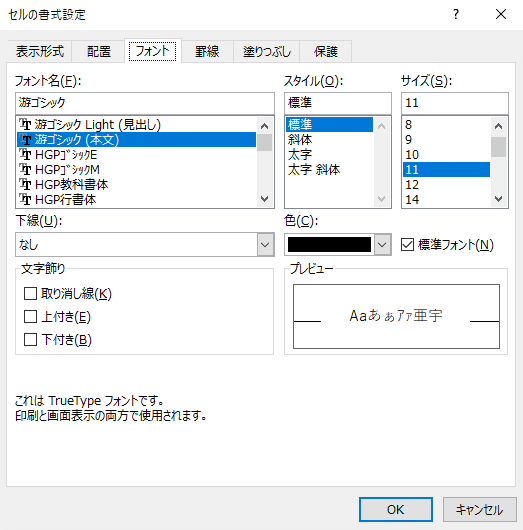 セルの書式設定
? ×
表示形式 配置 フォント 罫線 塗りつぶし 保護
フォント名(F): スタイル(O): サイズ(S):
游ゴシック 標準 11
游ゴシック Light (見出し) 標準 8
游ゴシック (本文) 斜体 9
HGPゴシックE 太字 10
HGPゴシックM 太字 斜体 11
HGP教科書体 12
HGP行書体 14
下線(U): 色(C):
なし 標準フォント(N)
文字飾り プレビュー
取り消し線(K)
上付き(E)
下付き(B)
Aaあぁアァ亜宇
これは TrueType フォントです。
印刷と画面表示の両方で使用されます。
OK キャンセル